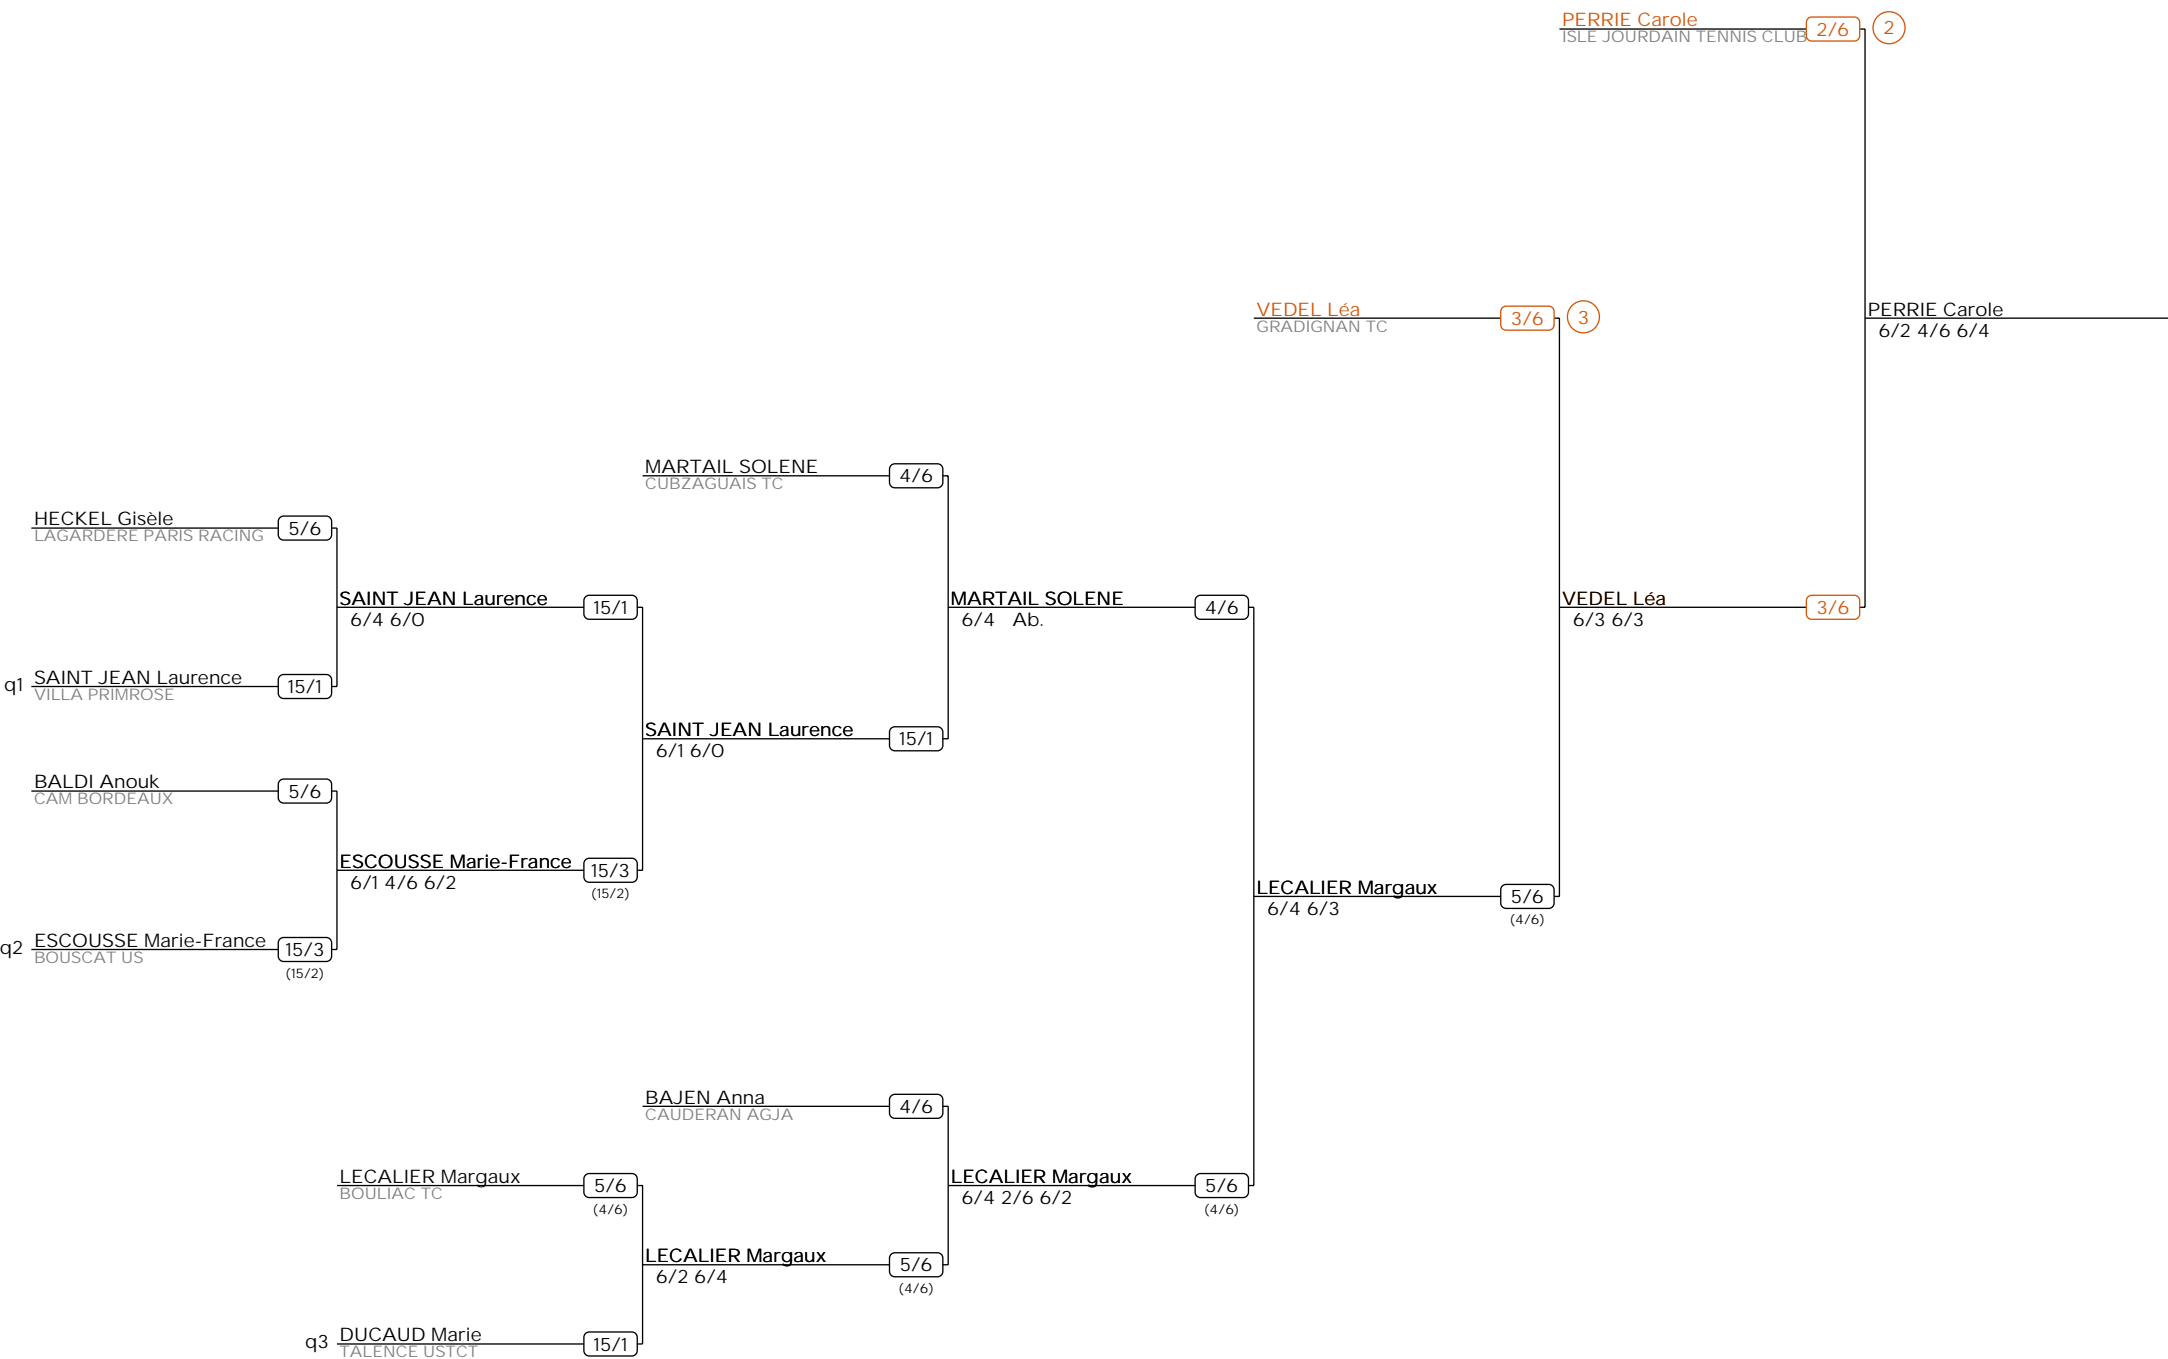 PERRIE Carole
ISLE JOURDAIN TENNIS CLUB
2/6
2
VEDEL Léa
GRADIGNAN TC
3/6
3
PERRIE Carole
6/2 4/6 6/4
MARTAIL SOLENE
CUBZAGUAIS TC
4/6
HECKEL Gisèle
LAGARDERE PARIS RACING
5/6
SAINT JEAN Laurence
6/4 6/0
15/1
MARTAIL SOLENE
6/4 Ab.
4/6
VEDEL Léa
6/3 6/3
3/6
q1 SAINT JEAN Laurence
VILLA PRIMROSE
15/1
SAINT JEAN Laurence
6/1 6/0
15/1
BALDI Anouk
CAM BORDEAUX
5/6
ESCOUSSE Marie-France
6/1 4/6 6/2
15/3
(15/2)
LECALIER Margaux
6/4 6/3
5/6
(4/6)
q2 ESCOUSSE Marie-France
BOUSCAT US
15/3
(15/2)
BAJEN Anna
CAUDERAN AGJA
4/6
LECALIER Margaux
BOULIAC TC
5/6
(4/6)
LECALIER Margaux
6/4 2/6 6/2
5/6
(4/6)
LECALIER Margaux
6/2 6/4
5/6
(4/6)
q3 DUCAUD Marie
TALENCE USTCT
15/1